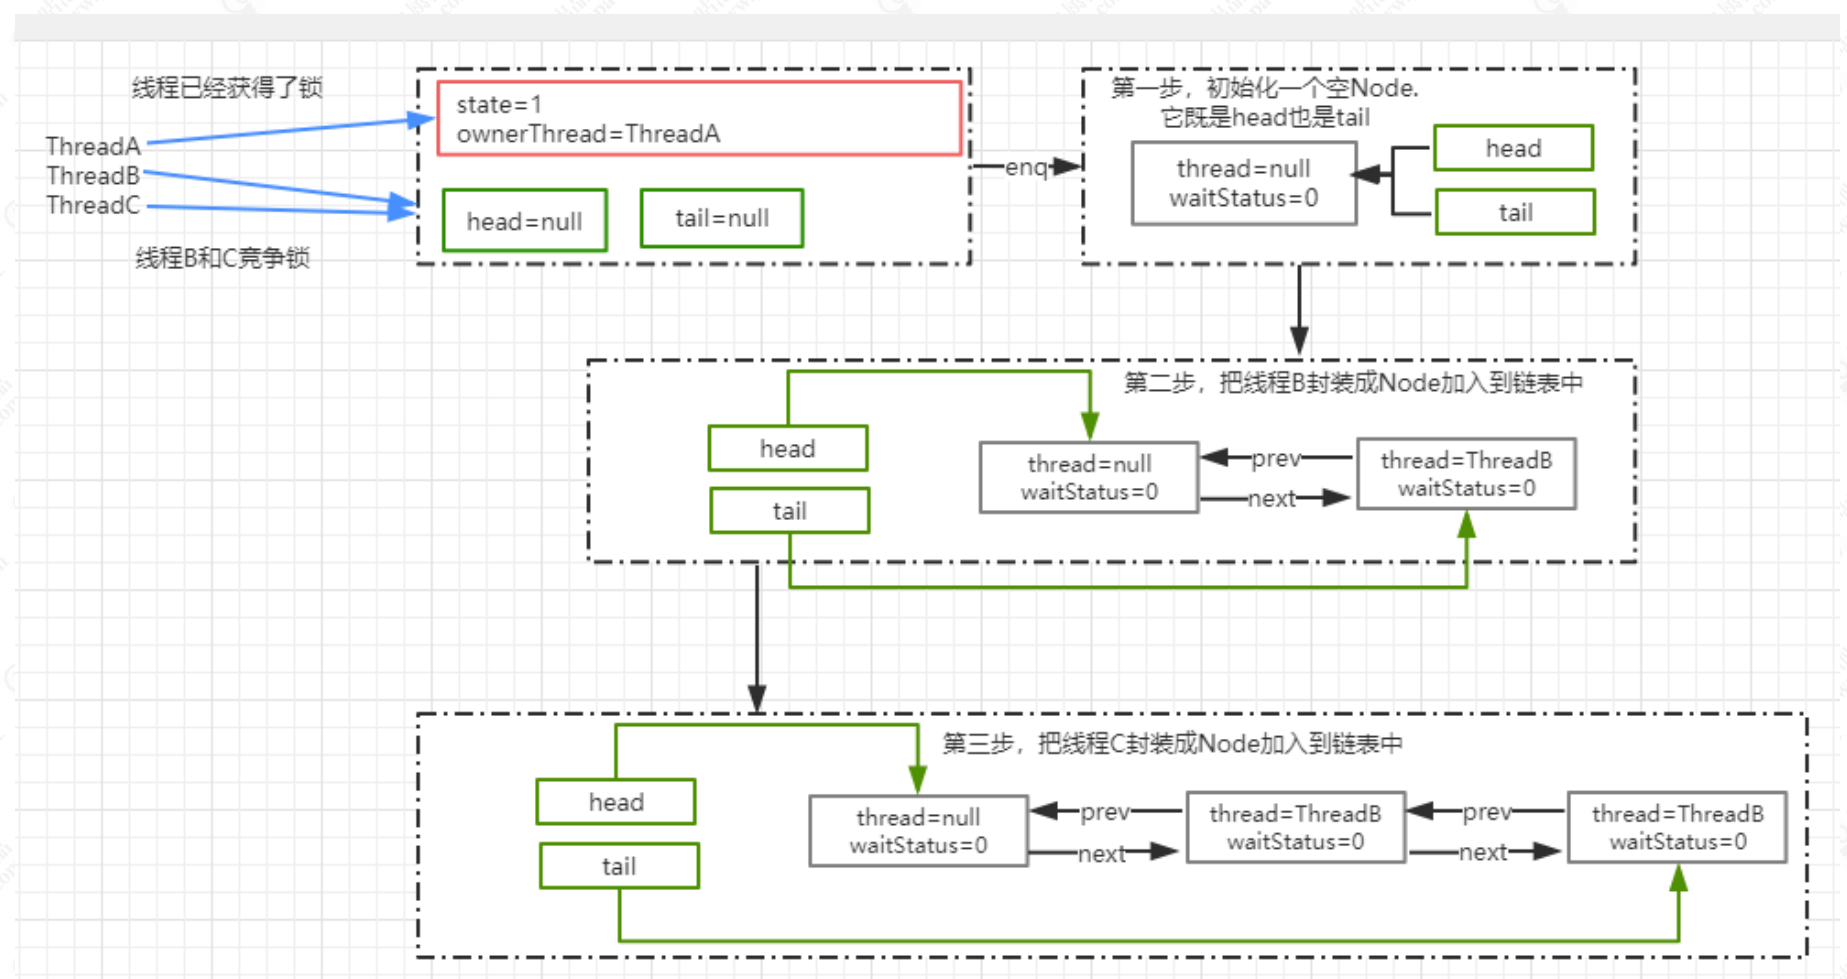 线程已经获得了锁
ThreadA
ThreadB
ThreadC
线程B和C竞争锁
state=1
ownerThread=ThreadA
head=null
tail=null
enq
第一步，初始化一个空Node.
它既是head也是tail
thread=null
waitStatus=0
head
tail
第二步，把线程B封装成Node加入到链表中
head
tail
thread=null
waitStatus=0
prev
next
thread=ThreadB
waitStatus=0
第三步，把线程C封装成Node加入到链表中
head
tail
thread=null
waitStatus=0
prev
next
thread=ThreadB
waitStatus=0
prev
next
thread=ThreadB
waitStatus=0